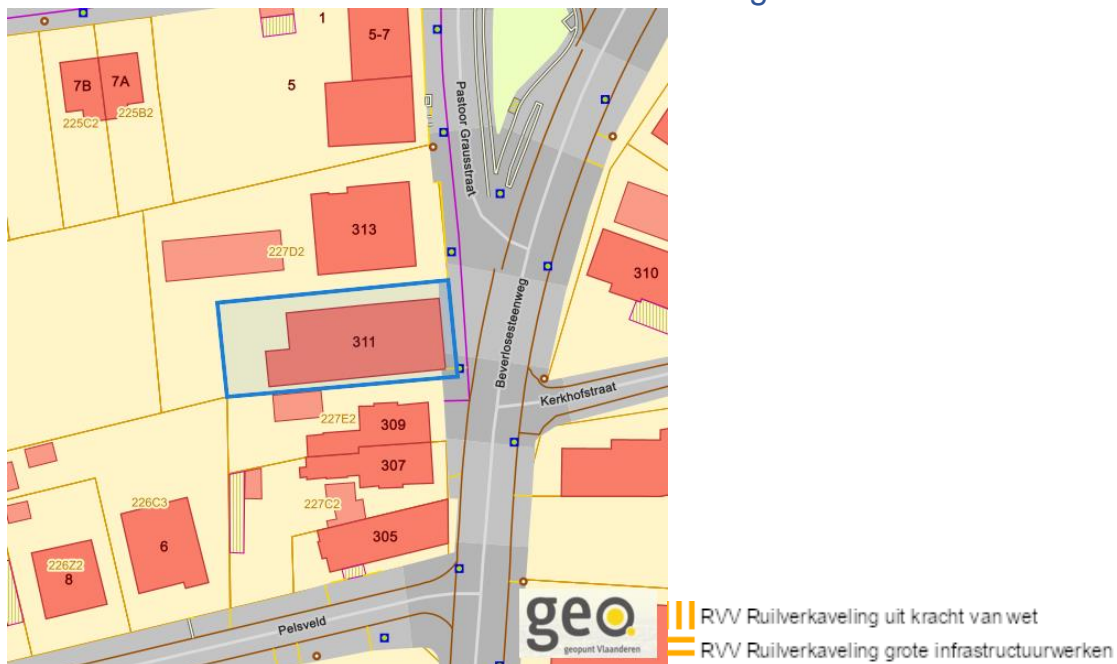 1
5-7
7B
7A
5
225C2
225B2
Pastoor Grausstraat
313
227D2
310
311
Beverlosesteenweg
Kerkhofstraat
227E2
309
307
226C3
227C2
6
305
226Z2
8
Pelsveld
geo
geopunt Vlaanderen
RVV Ruilverkaveling uit kracht van wet
RVV Ruilverkaveling grote infrastructuurwerken